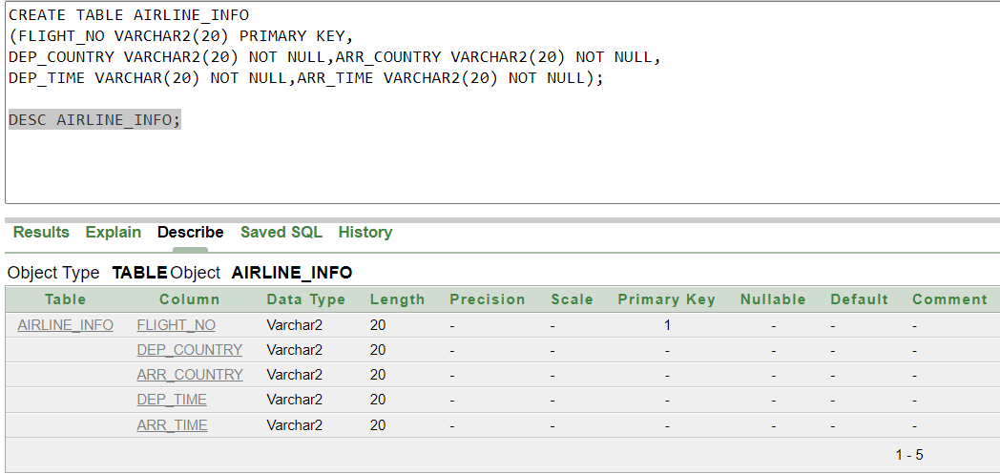 CREATE TABLE AIRLINE_INFO
(FLIGHT_NO VARCHAR2(20) PRIMARY KEY,
DEP_COUNTRY VARCHAR2(20) NOT NULL,ARR_COUNTRY VARCHAR2(20) NOT NULL,
DEP_TIME VARCHAR(20) NOT NULL,ARR_TIME VARCHAR2(20) NOT NULL);
DESC AIRLINE_INFO;
Results Explain Describe Saved SQL History
Object Type TABLE Object AIRLINE_INFO
Table Column Data Type Length Precision Scale Primary Key Nullable Default Comment
AIRLINE_INFO FLIGHT_NO Varchar2 20 - - 1 - - -
DEP_COUNTRY Varchar2 20 - - - - - -
ARR_COUNTRY Varchar2 20 - - - - - -
DEP_TIME Varchar2 20 - - - - - -
ARR_TIME Varchar2 20 - - - - - -
1 - 5